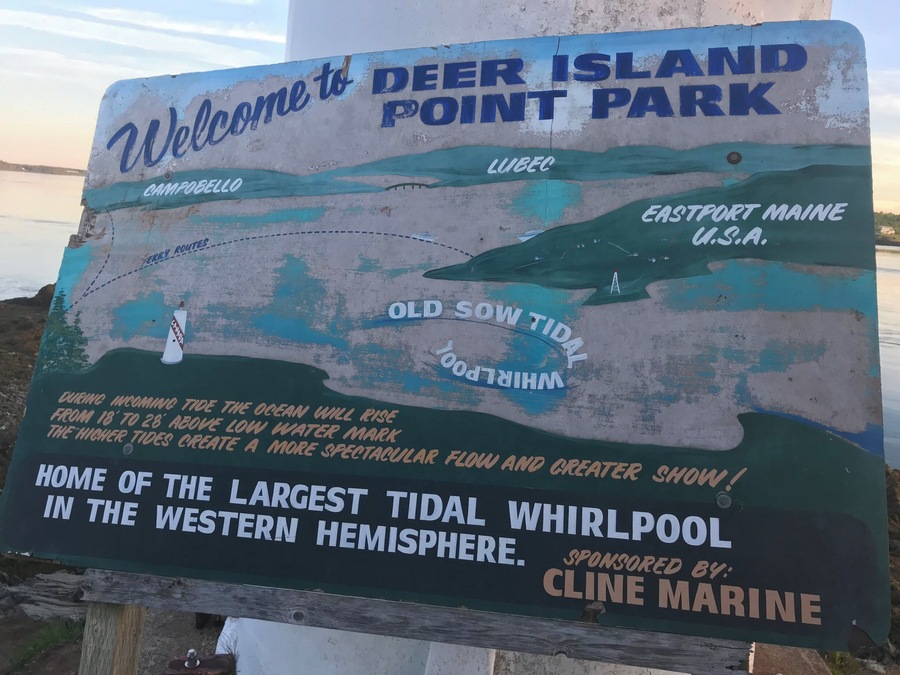 Welcome to DEER ISLAND
POINT PARK
LUBEC
CAMPOBELLO
EASTPORT MAINE
U.S.A.
ERRY ROUTES
OLD SOW TIDAL
WHIRLPOO
DURING INCOMING TIDE THE OCEAN WILL RISE
FROM 18' TO 28' ABOVE LOW WATER MARK
THE HIGHER TIDES CREATE A MORE SPECTACULAR FLOW AND GREATER SHOW!
HOME OF THE LARGEST TIDAL WHIRLPOOL
IN THE WESTERN HEMISPHERE.
SPONSORED BY:
CLINE MARINE